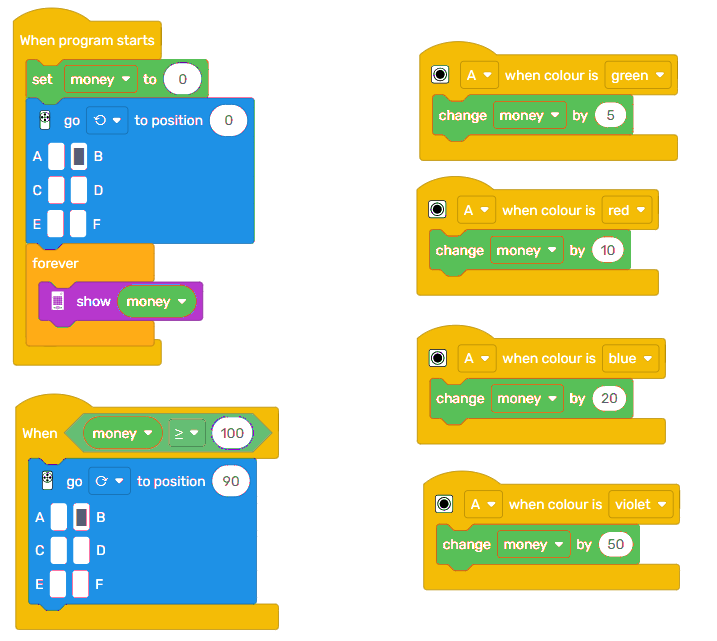 When program starts
set money to 0
go to position 0
A B
C D
E F
forever
show money
When money ≥ 100
go to position 90
A B
C D
E F
A when colour is green
change money by 5
A when colour is red
change money by 10
A when colour is blue
change money by 20
A when colour is violet
change money by 50